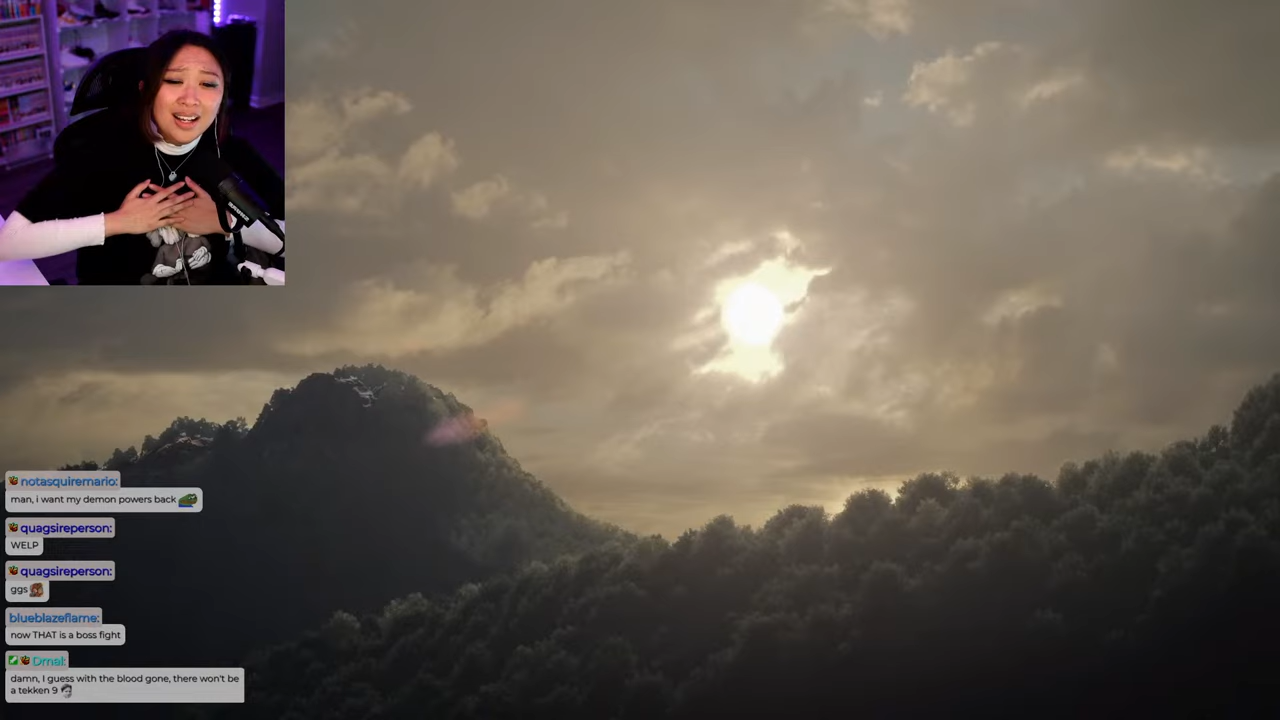 notasquiremario:
man, i want my demon powers back
quagsireperson:
WELP
quagsireperson:
ggs
blueblazeflame:
now THAT is a boss fight
Dmal:
damn, I guess with the blood gone, there won't be
a tekken 9